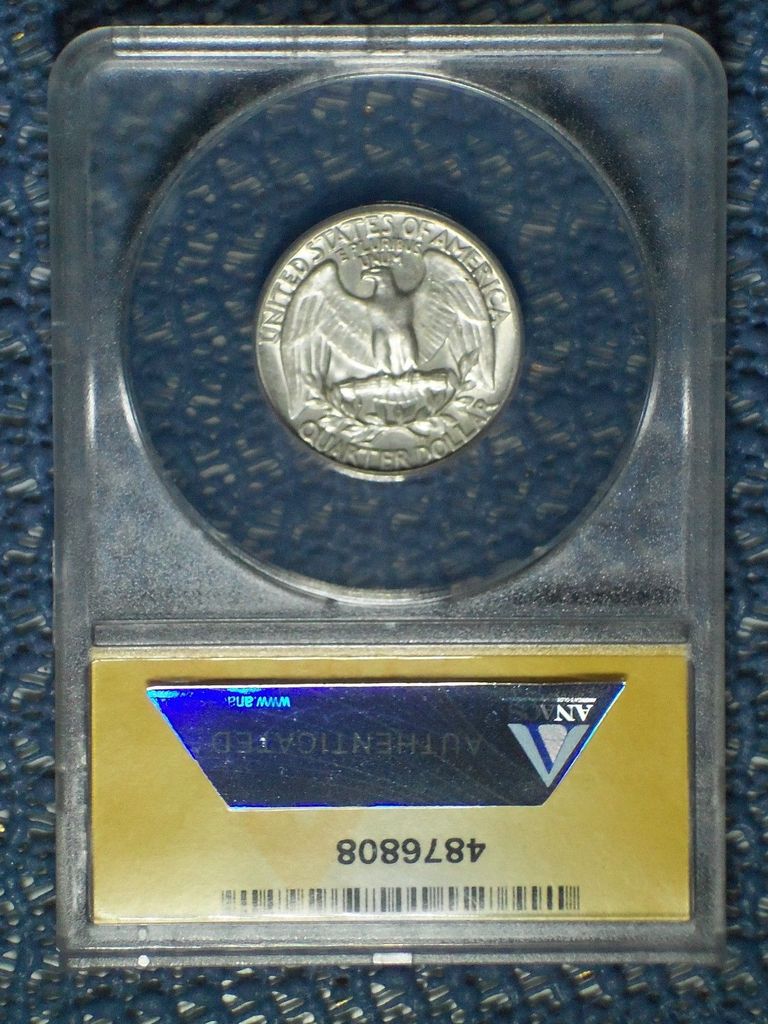 UNITED STATES OF AMERICA
E PLURIBUS
UNUM
QUARTER DOLLAR
ANACS
www.ana
AUTHENTICATED
4876808